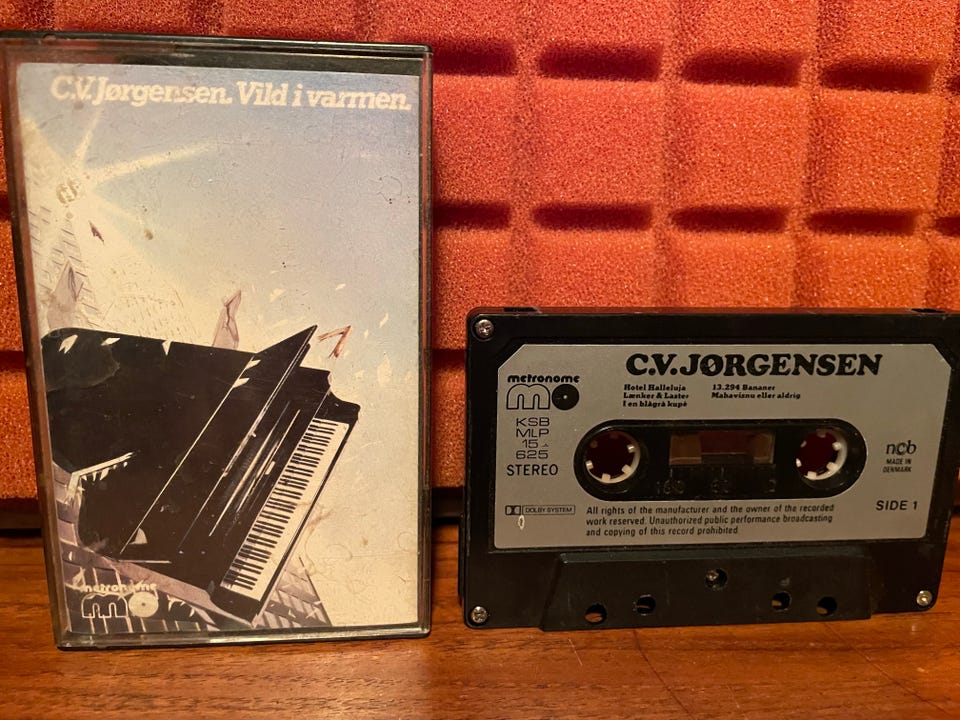 C.V. Jørgensen. Vild i varmen.
metronome
C.V. JØRGENSEN
metronome
Hotel Halleluja
Lænker & Laster
I en blågrå kupé
13.294 Bananer
Mahavisnu eller aldrig
KSB
MLP
15
625
STEREO
ncb
MADE IN
DENMARK
DOLBY SYSTEM
SIDE 1
All rights of the manufacturer and the owner of the recorded
work reserved. Unauthorized public performance broadcasting
and copying of this record prohibited